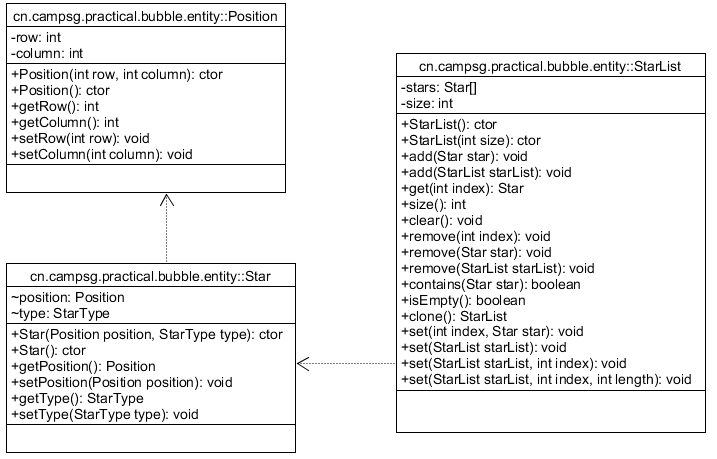 cn.campsg.practical.bubble.entity::Position
-row: int
-column: int
+Position(int row, int column): ctor
+Position(): ctor
+getRow(): int
+getColumn(): int
+setRow(int row): void
+setColumn(int column): void
cn.campsg.practical.bubble.entity::Star
~position: Position
~type: StarType
+Star(Position position, StarType type): ctor
+Star(): ctor
+getPosition(): Position
+setPosition(Position position): void
+getType(): StarType
+setType(StarType type): void
cn.campsg.practical.bubble.entity::StarList
-stars: Star[]
-size: int
+StarList(): ctor
+StarList(int size): ctor
+add(Star star): void
+add(StarList starList): void
+get(int index): Star
+size(): int
+clear(): void
+remove(int index): void
+remove(Star star): void
+remove(StarList starList): void
+contains(Star star): boolean
+isEmpty(): boolean
+clone(): StarList
+set(int index, Star star): void
+set(StarList starList): void
+set(StarList starList, int index): void
+set(StarList starList, int index, int length): void